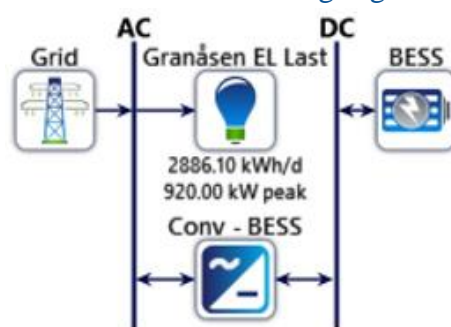 AC DC
Grid Granåsen EL Last BESS
2886.10 kWh/d
920.00 kW peak
Conv - BESS